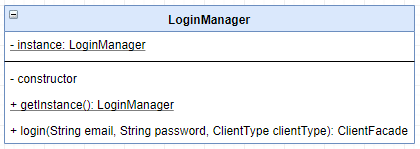 LoginManager
- instance: LoginManager
- constructor
+ getInstance(): LoginManager
+ login(String email, String password, ClientType clientType): ClientFacade